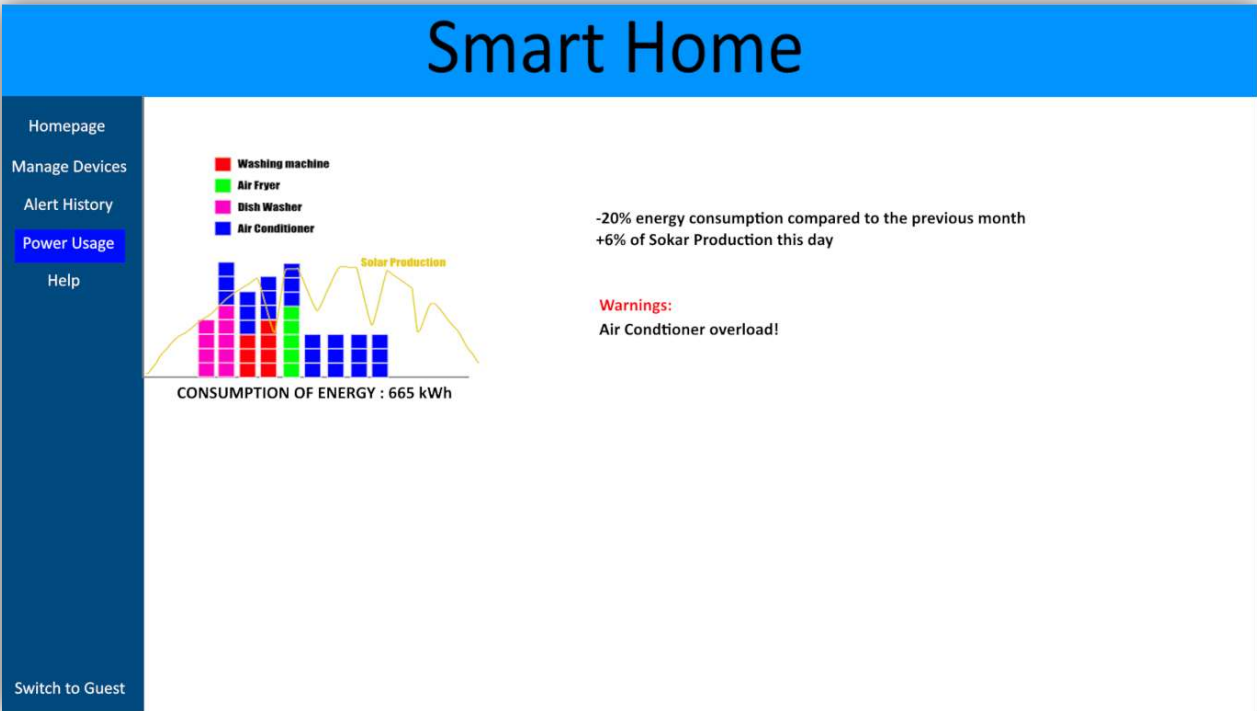 Smart Home
Homepage
Manage Devices
Alert History
Power Usage
Help
Switch to Guest
Washing machine
Air Fryer
Dish Washer
Air Conditioner
Solar Production
CONSUMPTION OF ENERGY : 665 kWh
-20% energy consumption compared to the previous month
+6% of Sokar Production this day
Warnings:
Air Condtioner overload!